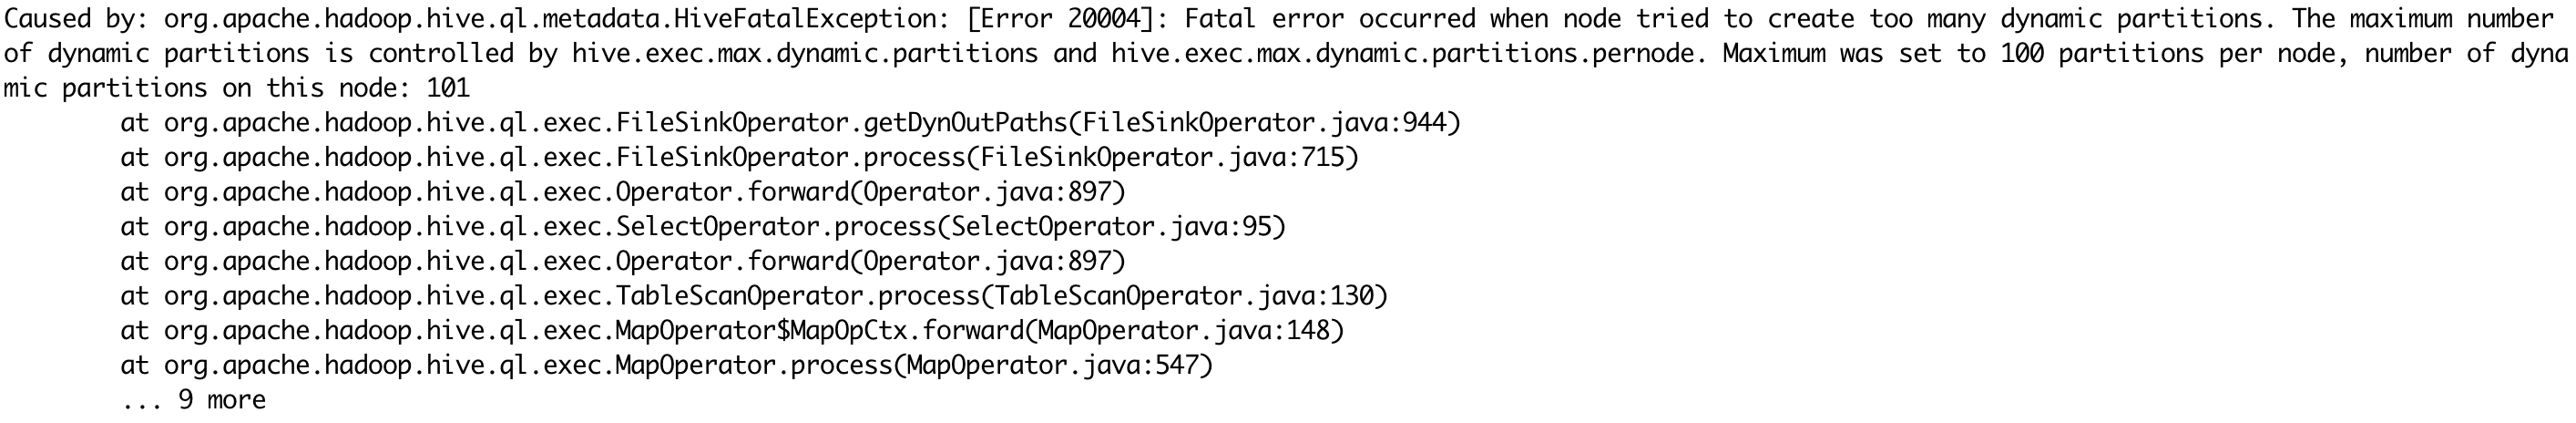 Caused by: org.apache.hadoop.hive.ql.metadata.HiveFatalException: [Error 20004]: Fatal error occurred when node tried to create too many dynamic partitions. The maximum number
of dynamic partitions is controlled by hive.exec.max.dynamic.partitions and hive.exec.max.dynamic.partitions.pernode. Maximum was set to 100 partitions per node, number of dyna
mic partitions on this node: 101
        at org.apache.hadoop.hive.ql.exec.FileSinkOperator.getDynOutPaths(FileSinkOperator.java:944)
        at org.apache.hadoop.hive.ql.exec.FileSinkOperator.process(FileSinkOperator.java:715)
        at org.apache.hadoop.hive.ql.exec.Operator.forward(Operator.java:897)
        at org.apache.hadoop.hive.ql.exec.SelectOperator.process(SelectOperator.java:95)
        at org.apache.hadoop.hive.ql.exec.Operator.forward(Operator.java:897)
        at org.apache.hadoop.hive.ql.exec.TableScanOperator.process(TableScanOperator.java:130)
        at org.apache.hadoop.hive.ql.exec.MapOperator$MapOpCtx.forward(MapOperator.java:148)
        at org.apache.hadoop.hive.ql.exec.MapOperator.process(MapOperator.java:547)
        ... 9 more